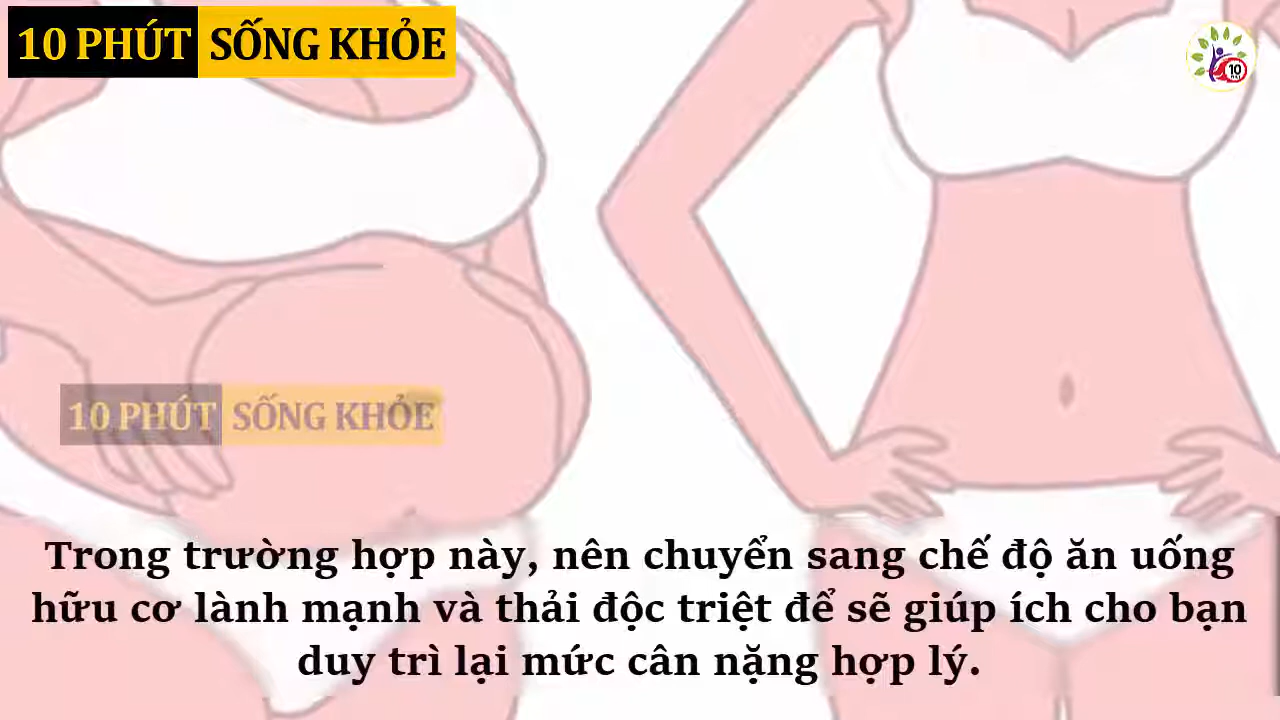 10 PHÚT SỐNG KHỎE
10
10 PHÚT SỐNG KHỎE
Trong trường hợp này, nên chuyển sang chế độ ăn uống
hữu cơ lành mạnh và thải độc triệt để sẽ giúp ích cho bạn
duy trì lại mức cân nặng hợp lý.